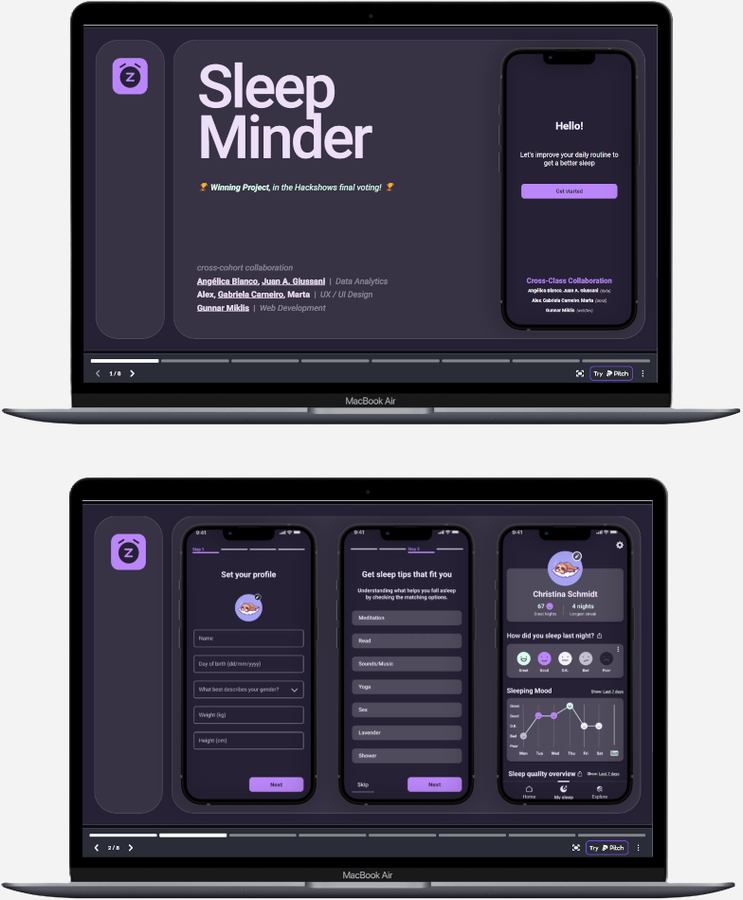 Z
Sleep
Minder
🏆 Winning Project, in the Hackshows final voting! 🏆
cross-cohort collaboration
Angélica Blanco, Juan A. Giussani | Data Analytics
Alex, Gabriela Carneiro, Marta | UX / UI Design
Gunnar Miklis | Web Development
Hello!
Let's improve your daily routine to
get a better sleep
Get started
Cross-Class Collaboration
Angélica Blanco, Juan A. Giussani
Alex, Gabriela Carneiro, Marta
Gunnar Miklis
1 / 8
Try Pitch
MacBook Air
Z
9:41
Step 1
Set your profile
Name
Day of birth (dd/mm/yyyy)
What best describes your gender?
Weight (kg)
Height (cm)
Next
9:41
Step 3
Get sleep tips that fit you
Understanding what helps you fall asleep
by checking the matching options.
Meditation
Read
Sounds/Music
Yoga
Sex
Lavender
Shower
Skip
Next
9:41
Christina Schmidt
67
4 nights
Great nights
Longest streak
How did you sleep last night?
Great
Good
O.K.
Bad
Poor
Sleeping Mood
Show: Last 7 days
Great
Good
O.K.
Bad
Poor
Mon Tue Wed Thu Fri Sat Sun
Sleep quality overview
Show: Last 7 days
Home
My sleep
Explore
2 / 8
Try Pitch
MacBook Air